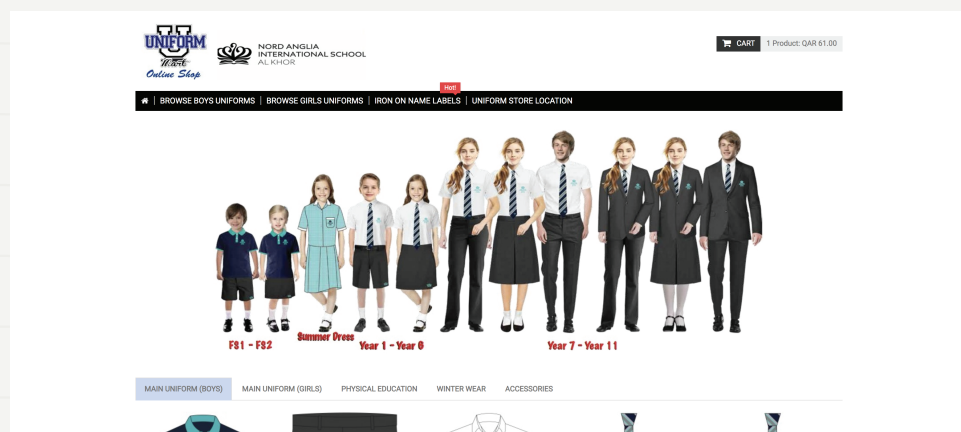 UNIFORM
Mart
Online Shop
NORD ANGLIA
INTERNATIONAL SCHOOL
AL KHOR
CART
1 Product: QAR 61.00
Hot!
BROWSE BOYS UNIFORMS
BROWSE GIRLS UNIFORMS
IRON ON NAME LABELS
UNIFORM STORE LOCATION
FS1 - FS2
Summer Dress
Year 1 - Year 6
Year 7 - Year 11
MAIN UNIFORM (BOYS)
MAIN UNIFORM (GIRLS)
PHYSICAL EDUCATION
WINTER WEAR
ACCESSORIES